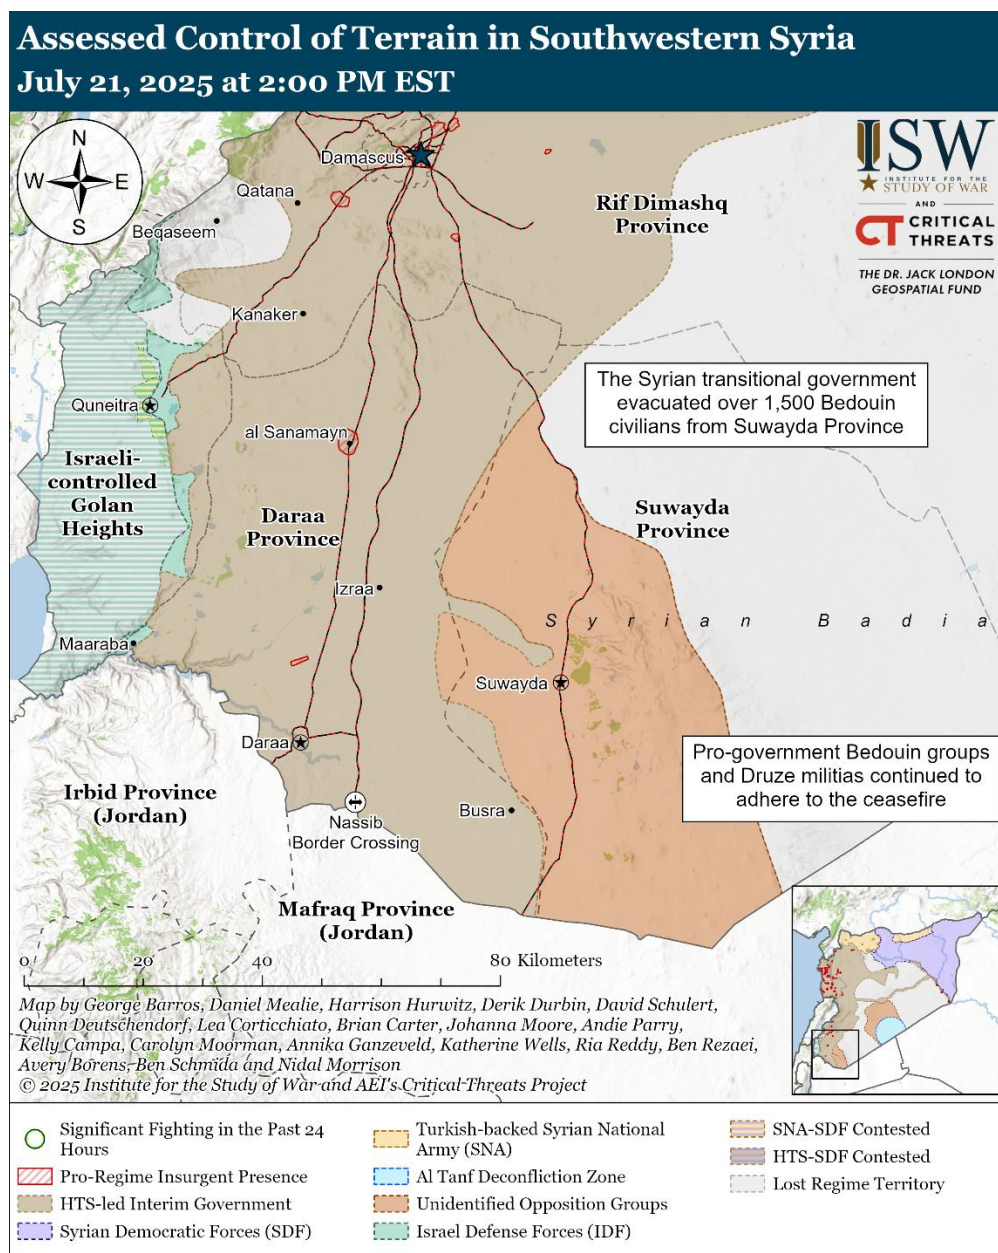 Assessed Control of Terrain in Southwestern Syria
July 21, 2025 at 2:00 PM EST
N
W E
S
ISW
INSTITUTE FOR THE
STUDY OF WAR
AND
CT CRITICAL
THREATS
THE DR. JACK LONDON
GEOSPATIAL FUND
Damascus
Qatana
Beqaseem
Rif Dimashq
Province
Kanaker
The Syrian transitional government
evacuated over 1,500 Bedouin
civilians from Suwayda Province
Quneitra
al Sanamayn
Israeli-
controlled
Golan
Heights
Daraa
Province
Suwayda
Province
Izraa
Syrian Badia
Maaraba
Suwayda
Daraa
Pro-government Bedouin groups
and Druze militias continued to
adhere to the ceasefire
Irbid Province
(Jordan)
Busra
Nassib
Border Crossing
Mafraq Province
(Jordan)
0 20 40 80 Kilometers
Map by George Barros, Daniel Mealie, Harrison Hurwitz, Derik Durbin, David Schulert,
Quinn Deutschendorf, Lea Corticchiato, Brian Carter, Johanna Moore, Andie Parry,
Kelly Campa, Carolyn Moorman, Annika Ganzeveld, Katherine Wells, Ria Reddy, Ben Rezaei,
Avery Borens, Ben Schmida and Nidal Morrison
© 2025 Institute for the Study of War and AEI's Critical Threats Project
Significant Fighting in the Past 24
Hours
Pro-Regime Insurgent Presence
HTS-led Interim Government
Syrian Democratic Forces (SDF)
Turkish-backed Syrian National
Army (SNA)
Al Tanf Deconfliction Zone
Unidentified Opposition Groups
Israel Defense Forces (IDF)
SNA-SDF Contested
HTS-SDF Contested
Lost Regime Territory